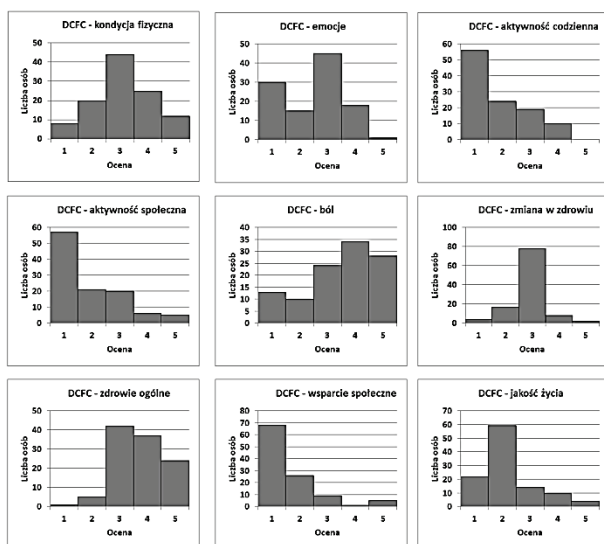 DCFC - kondycja fizyczna
Liczba osób
50
40
30
20
10
0
1 2 3 4 5
Ocena
DCFC - emocje
Liczba osób
50
40
30
20
10
0
1 2 3 4 5
Ocena
DCFC - aktywność codzienna
Liczba osób
60
50
40
30
20
10
0
1 2 3 4 5
Ocena
DCFC - aktywność społeczna
Liczba osób
60
50
40
30
20
10
0
1 2 3 4 5
Ocena
DCFC - ból
Liczba osób
40
35
30
25
20
15
10
5
0
1 2 3 4 5
Ocena
DCFC - zmiana w zdrowiu
Liczba osób
100
80
60
40
20
0
1 2 3 4 5
Ocena
DCFC - zdrowie ogólne
Liczba osób
50
40
30
20
10
0
1 2 3 4 5
Ocena
DCFC - wsparcie społeczne
Liczba osób
80
70
60
50
40
30
20
10
0
1 2 3 4 5
Ocena
DCFC - jakość życia
Liczba osób
70
60
50
40
30
20
10
0
1 2 3 4 5
Ocena